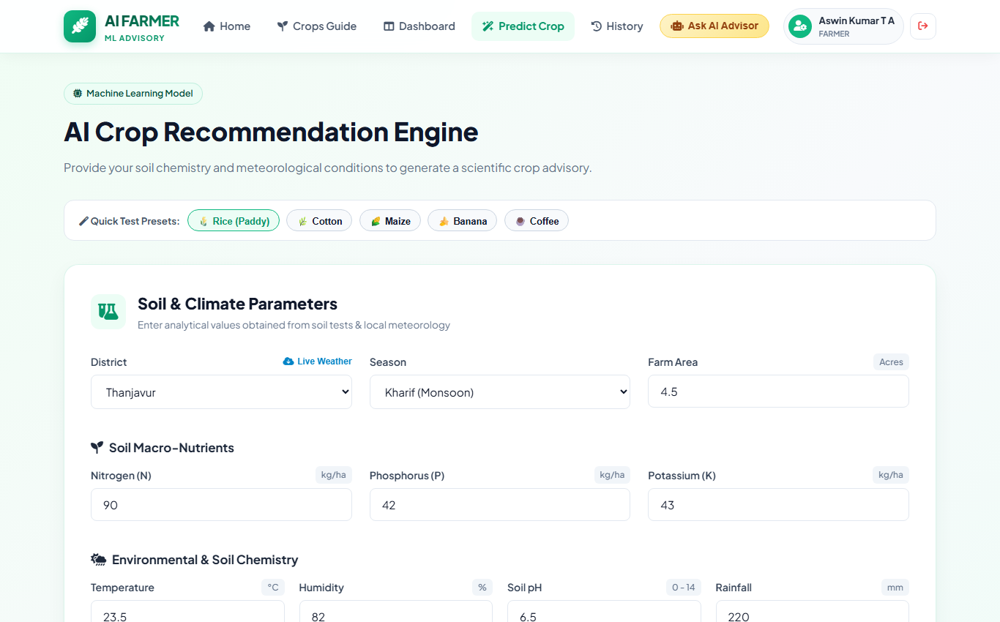 AI FARMER
ML ADVISORY
Home
Crops Guide
Dashboard
Predict Crop
History
Ask AI Advisor
Aswin Kumar T A
FARMER
Machine Learning Model
AI Crop Recommendation Engine
Provide your soil chemistry and meteorological conditions to generate a scientific crop advisory.
Quick Test Presets:
Rice (Paddy)
Cotton
Maize
Banana
Coffee
Soil & Climate Parameters
Enter analytical values obtained from soil tests & local meteorology
District
Live Weather
Season
Farm Area
Acres
Thanjavur
Kharif (Monsoon)
4.5
Soil Macro-Nutrients
Nitrogen (N)
kg/ha
Phosphorus (P)
kg/ha
Potassium (K)
kg/ha
90
42
43
Environmental & Soil Chemistry
Temperature
°C
Humidity
%
Soil pH
0 - 14
Rainfall
mm
23.5
82
6.5
220